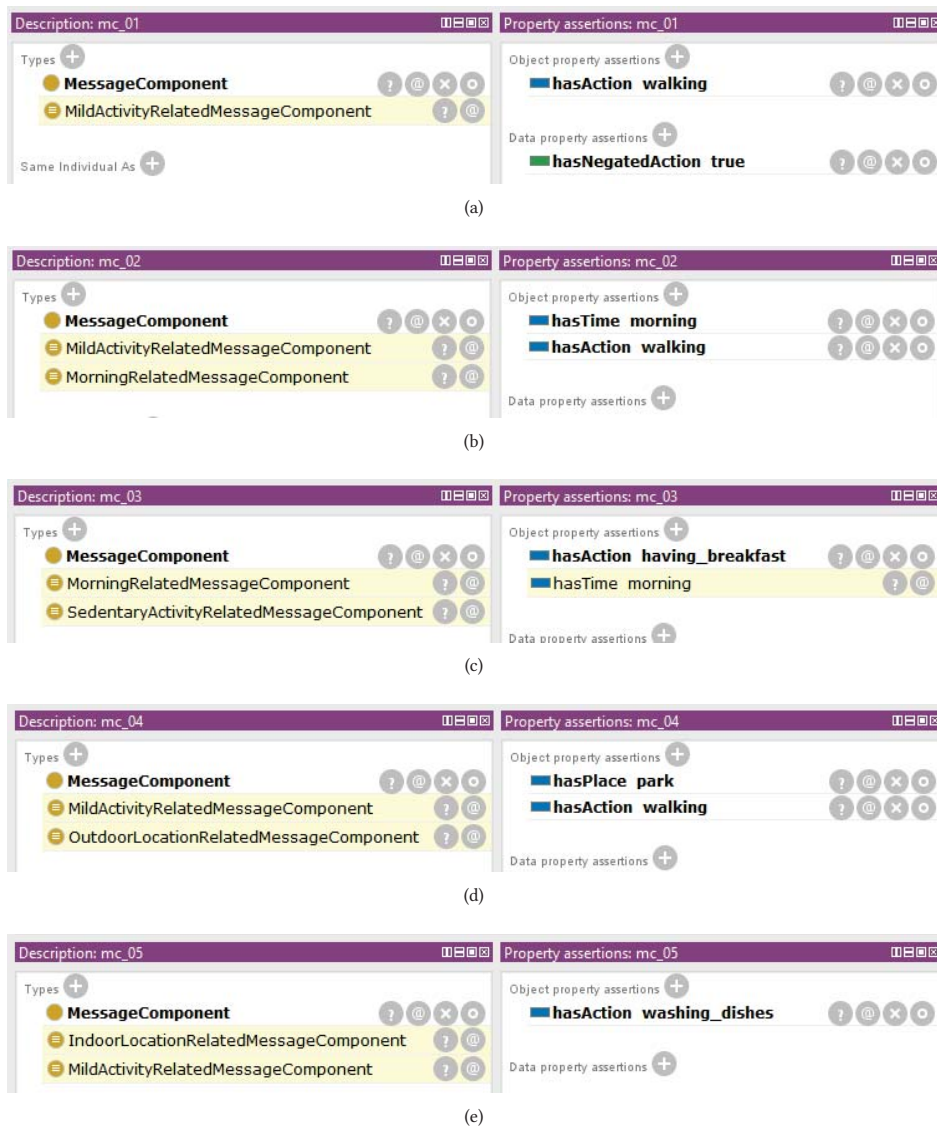 Description: mc_01
Property assertions: mc_01
Types
MessageComponent
MildActivityRelatedMessageComponent
Same Individual As
Object property assertions
hasAction walking
Data property assertions
hasNegatedAction true
(a)
Description: mc_02
Property assertions: mc_02
Types
MessageComponent
MildActivityRelatedMessageComponent
MorningRelatedMessageComponent
Object property assertions
hasTime morning
hasAction walking
Data property assertions
(b)
Description: mc_03
Property assertions: mc_03
Types
MessageComponent
MorningRelatedMessageComponent
SedentaryActivityRelatedMessageComponent
Object property assertions
hasAction having_breakfast
hasTime morning
Data property assertions
(c)
Description: mc_04
Property assertions: mc_04
Types
MessageComponent
MildActivityRelatedMessageComponent
OutdoorLocationRelatedMessageComponent
Object property assertions
hasPlace park
hasAction walking
Data property assertions
(d)
Description: mc_05
Property assertions: mc_05
Types
MessageComponent
IndoorLocationRelatedMessageComponent
MildActivityRelatedMessageComponent
Object property assertions
hasAction washing_dishes
Data property assertions
(e)